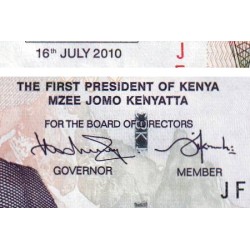 16th JULY 2010
J
THE FIRST PRESIDENT OF KENYA
MZEE JOMO KENYATTA
FOR THE BOARD OF DIRECTORS
GOVERNOR MEMBER
JF